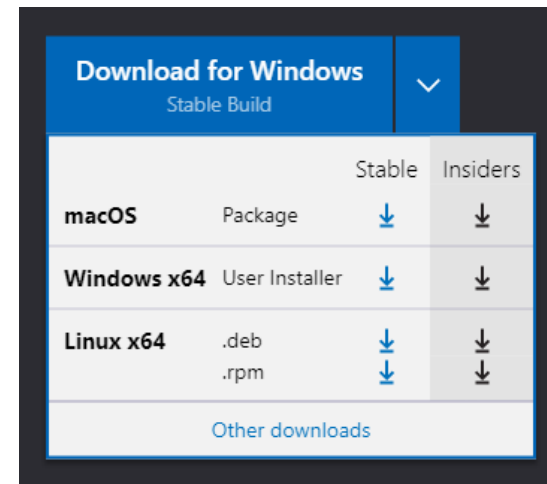 Download for Windows
Stable Build
Stable Insiders
macOS Package
Windows x64 User Installer
Linux x64 .deb
.rpm
Other downloads